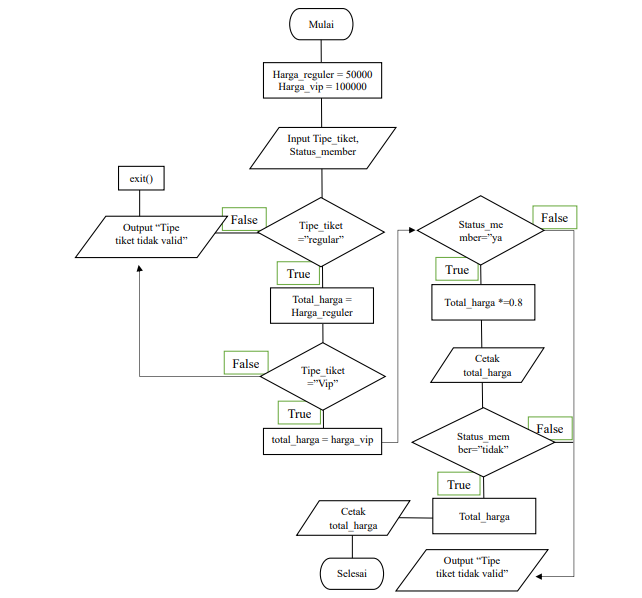 Mulai
Harga_reguler = 50000
Harga_vip = 100000
Input Tipe_tiket,
Status_member
exit()
Output “Tipe
tiket tidak valid”
False
Tipe_tiket
=”regular”
True
Total_harga =
Harga_reguler
False
Tipe_tiket
=”Vip”
True
total_harga = harga_vip
Status_me
mber=”ya
False
True
Total_harga *=0.8
Cetak
total_harga
Status_mem
ber=”tidak”
False
True
Total_harga
Cetak
total_harga
Selesai
Output “Tipe
tiket tidak valid”